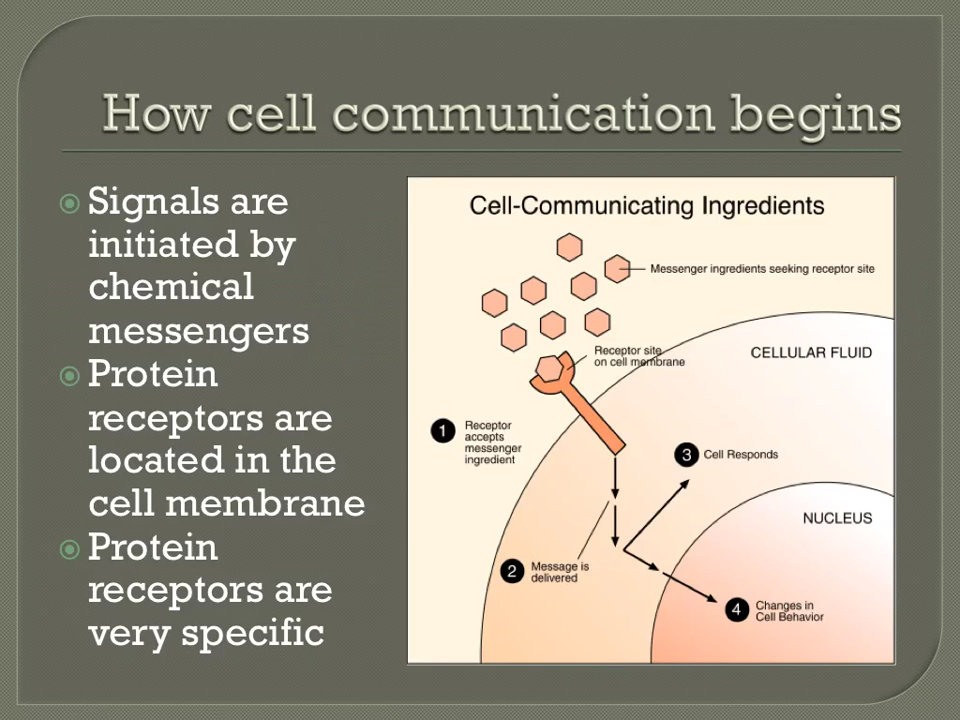 How cell communication begins
Signals are
initiated by
chemical
messengers
Protein
receptors are
located in the
cell membrane
Protein
receptors are
very specific
Cell-Communicating Ingredients
Messenger ingredients seeking receptor site
Receptor site
on cell membrane
CELLULAR FLUID
1 Receptor
accepts
messenger
ingredient
3 Cell Responds
NUCLEUS
2 Message is
delivered
4 Changes in
Cell Behavior